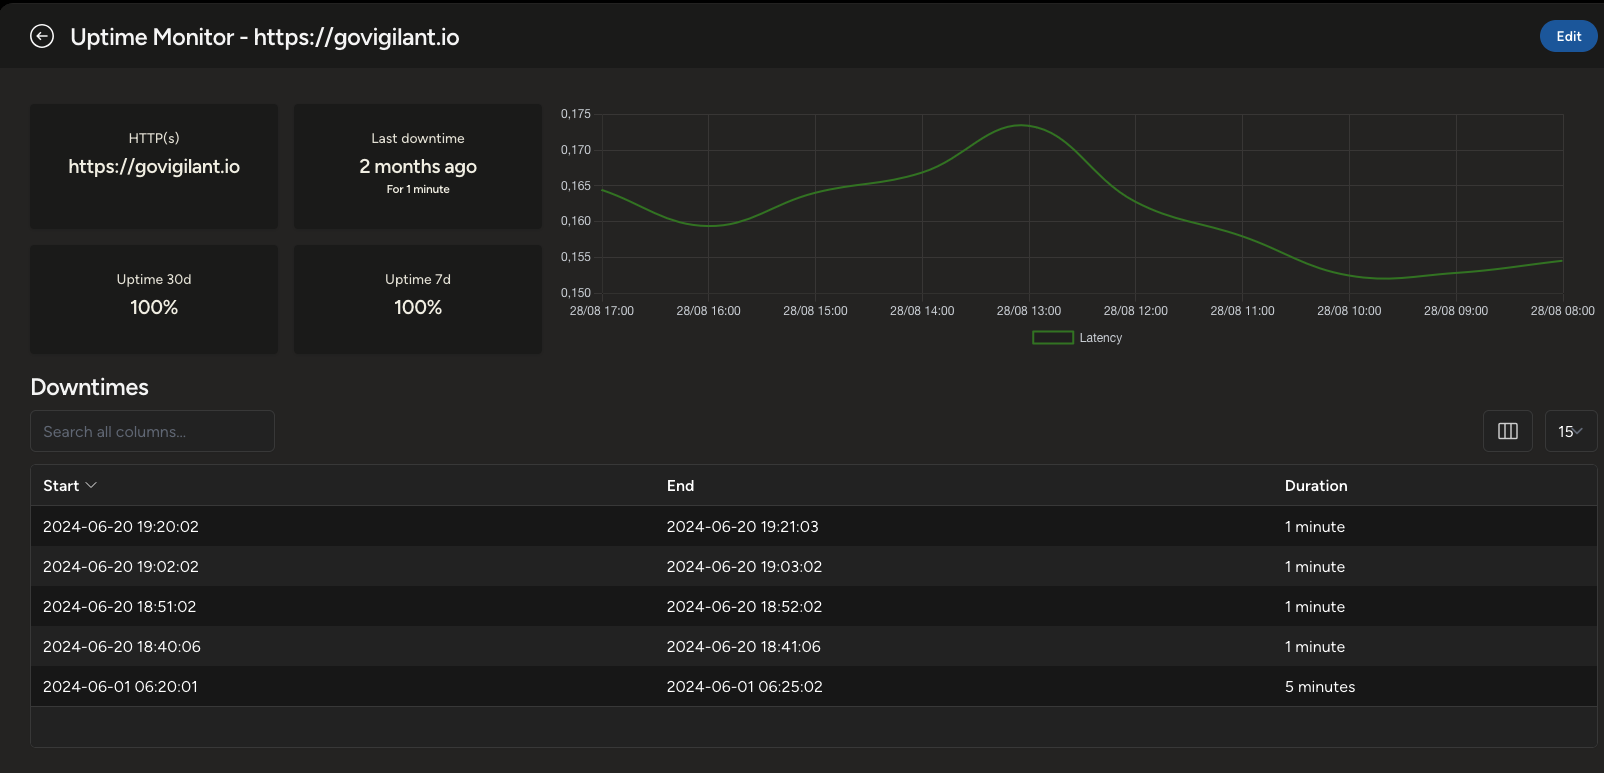 Uptime Monitor - https://govigilant.io
Edit
HTTP(s)
https://govigilant.io
Last downtime
2 months ago
For 1 minute
Uptime 30d
100%
Uptime 7d
100%
0,175
0,170
0,165
0,160
0,155
0,150
28/08 17:00 28/08 16:00 28/08 15:00 28/08 14:00 28/08 13:00 28/08 12:00 28/08 11:00 28/08 10:00 28/08 09:00 28/08 08:00
Latency
Downtimes
Search all columns...
15
Start End Duration
2024-06-20 19:20:02 2024-06-20 19:21:03 1 minute
2024-06-20 19:02:02 2024-06-20 19:03:02 1 minute
2024-06-20 18:51:02 2024-06-20 18:52:02 1 minute
2024-06-20 18:40:06 2024-06-20 18:41:06 1 minute
2024-06-01 06:20:01 2024-06-01 06:25:02 5 minutes